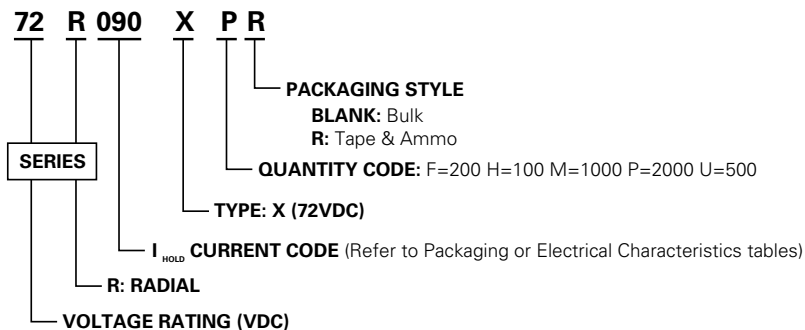 72 R 090 X P R
PACKAGING STYLE
BLANK: Bulk
R: Tape & Ammo
SERIES
QUANTITY CODE: F=200 H=100 M=1000 P=2000 U=500
TYPE: X (72VDC)
I HOLD CURRENT CODE (Refer to Packaging or Electrical Characteristics tables)
R: RADIAL
VOLTAGE RATING (VDC)